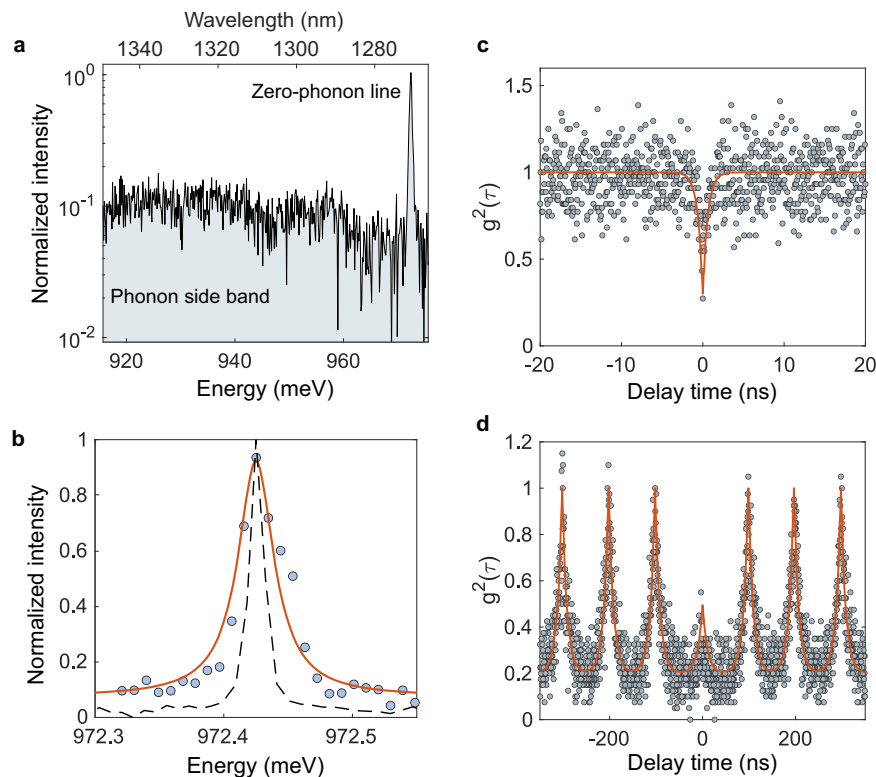 a
Wavelength (nm)
1340 1320 1300 1280
Zero-phonon line
Phonon side band
10^0
10^-1
10^-2
Normalized intensity
920 940 960
Energy (meV)
b
1
0.8
0.6
0.4
0.2
0
Normalized intensity
972.3 972.4 972.5
Energy (meV)
c
1.5
1
0.5
0
g^2(τ)
-20 -10 0 10 20
Delay time (ns)
d
1.2
1
0.8
0.6
0.4
0.2
0
g^2(τ)
-200 0 200
Delay time (ns)